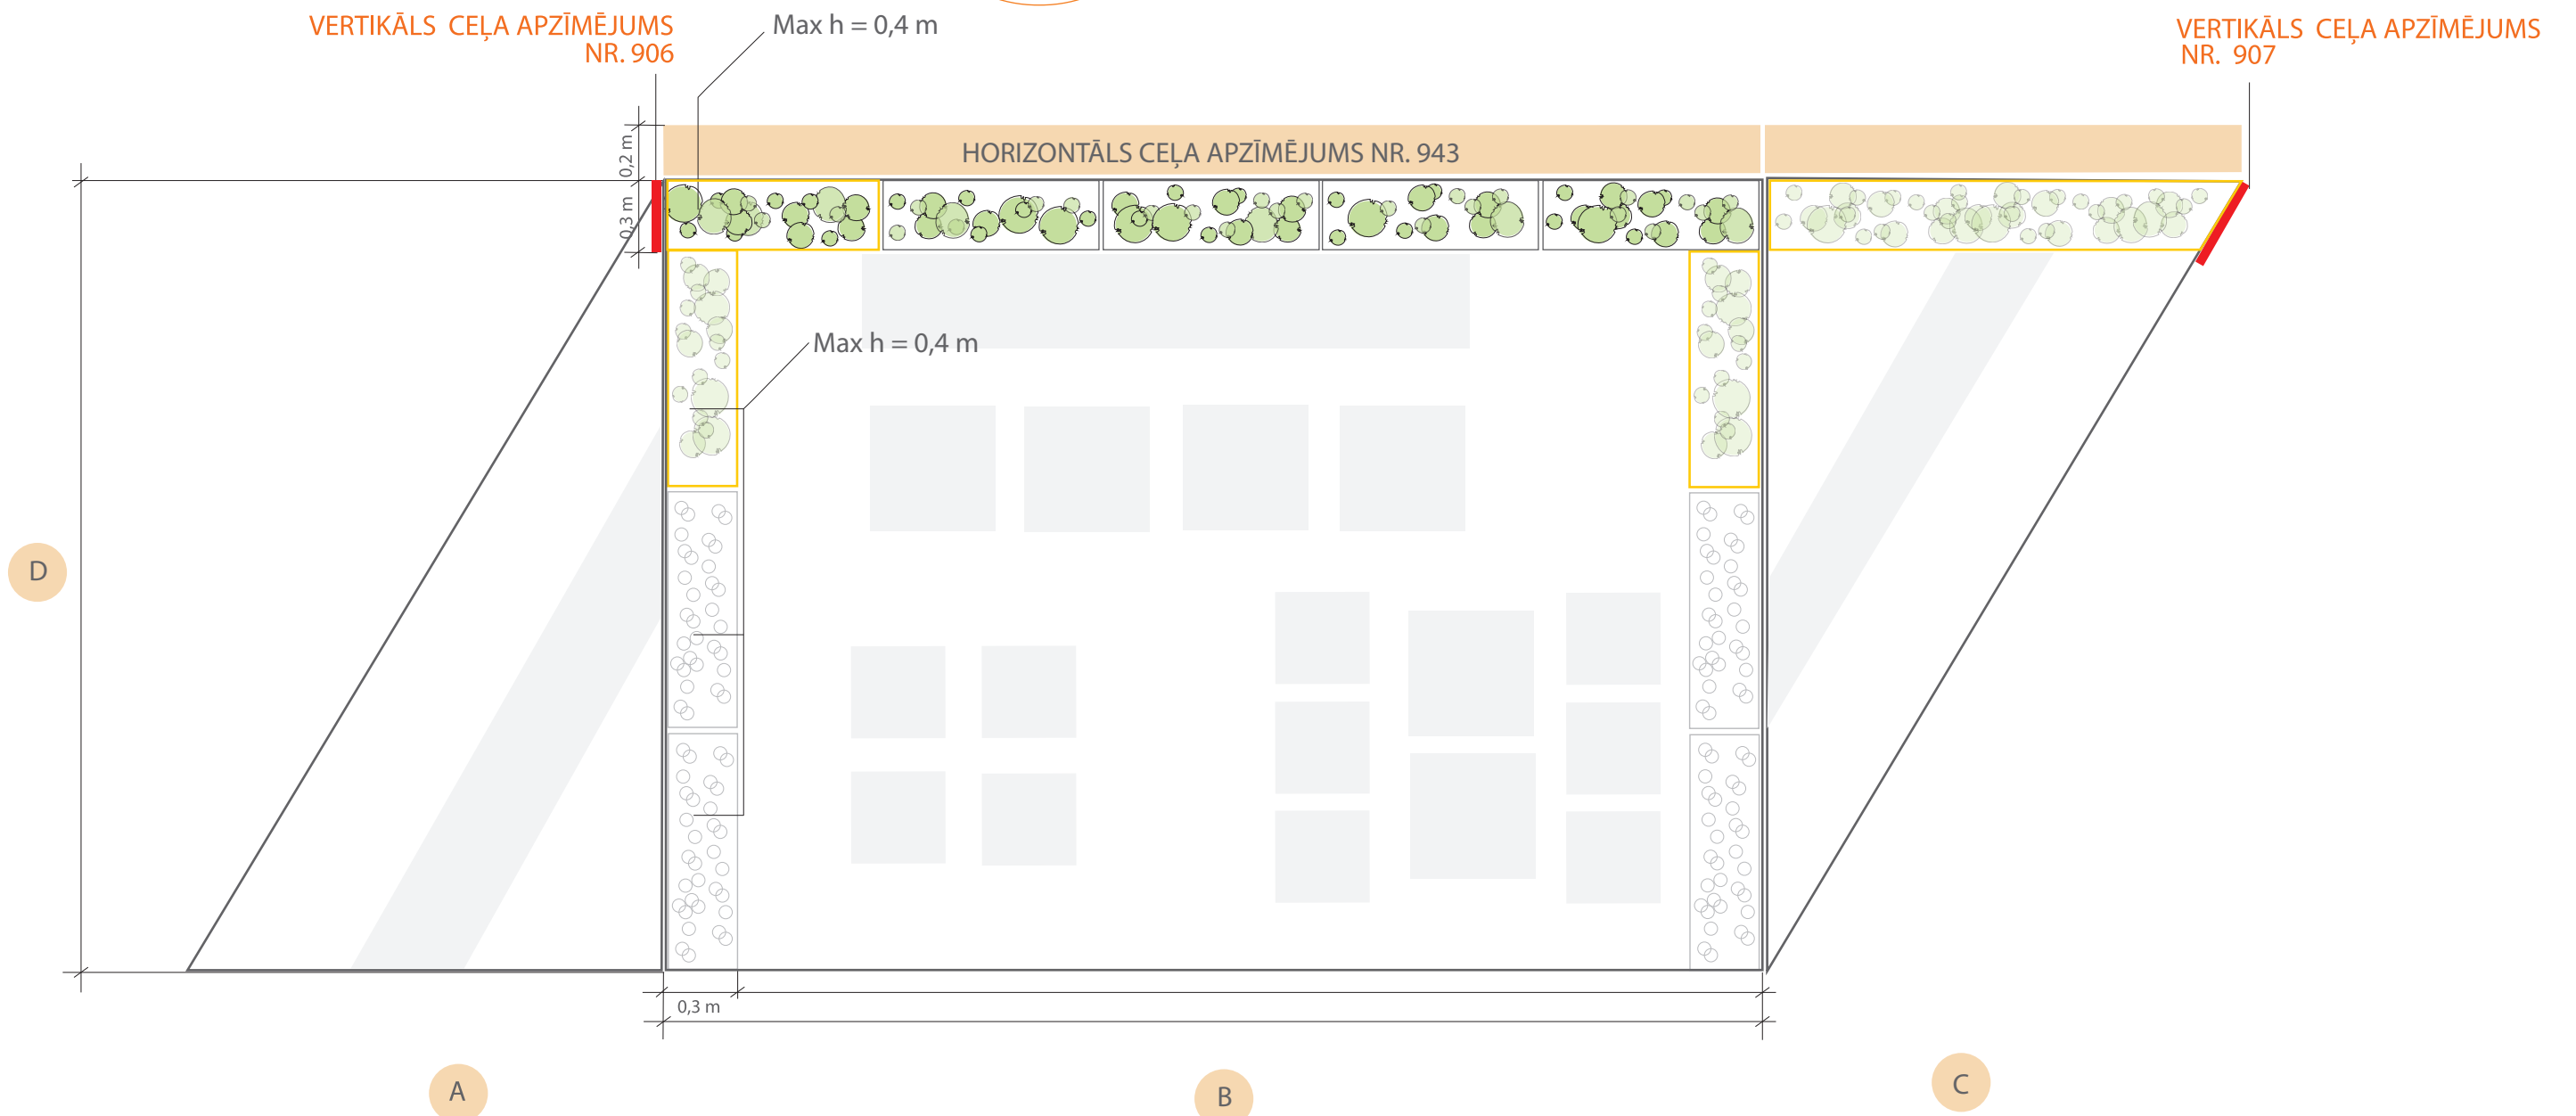 VERTIKĀLS CEĻA APZĪMĒJUMS
NR. 906
Max h = 0,4 m
VERTIKĀLS CEĻA APZĪMĒJUMS
NR. 907
0,2 m
HORIZONTĀLS CEĻA APZĪMĒJUMS NR. 943
0,3 m
Max h = 0,4 m
D
0,3 m
A
B
C